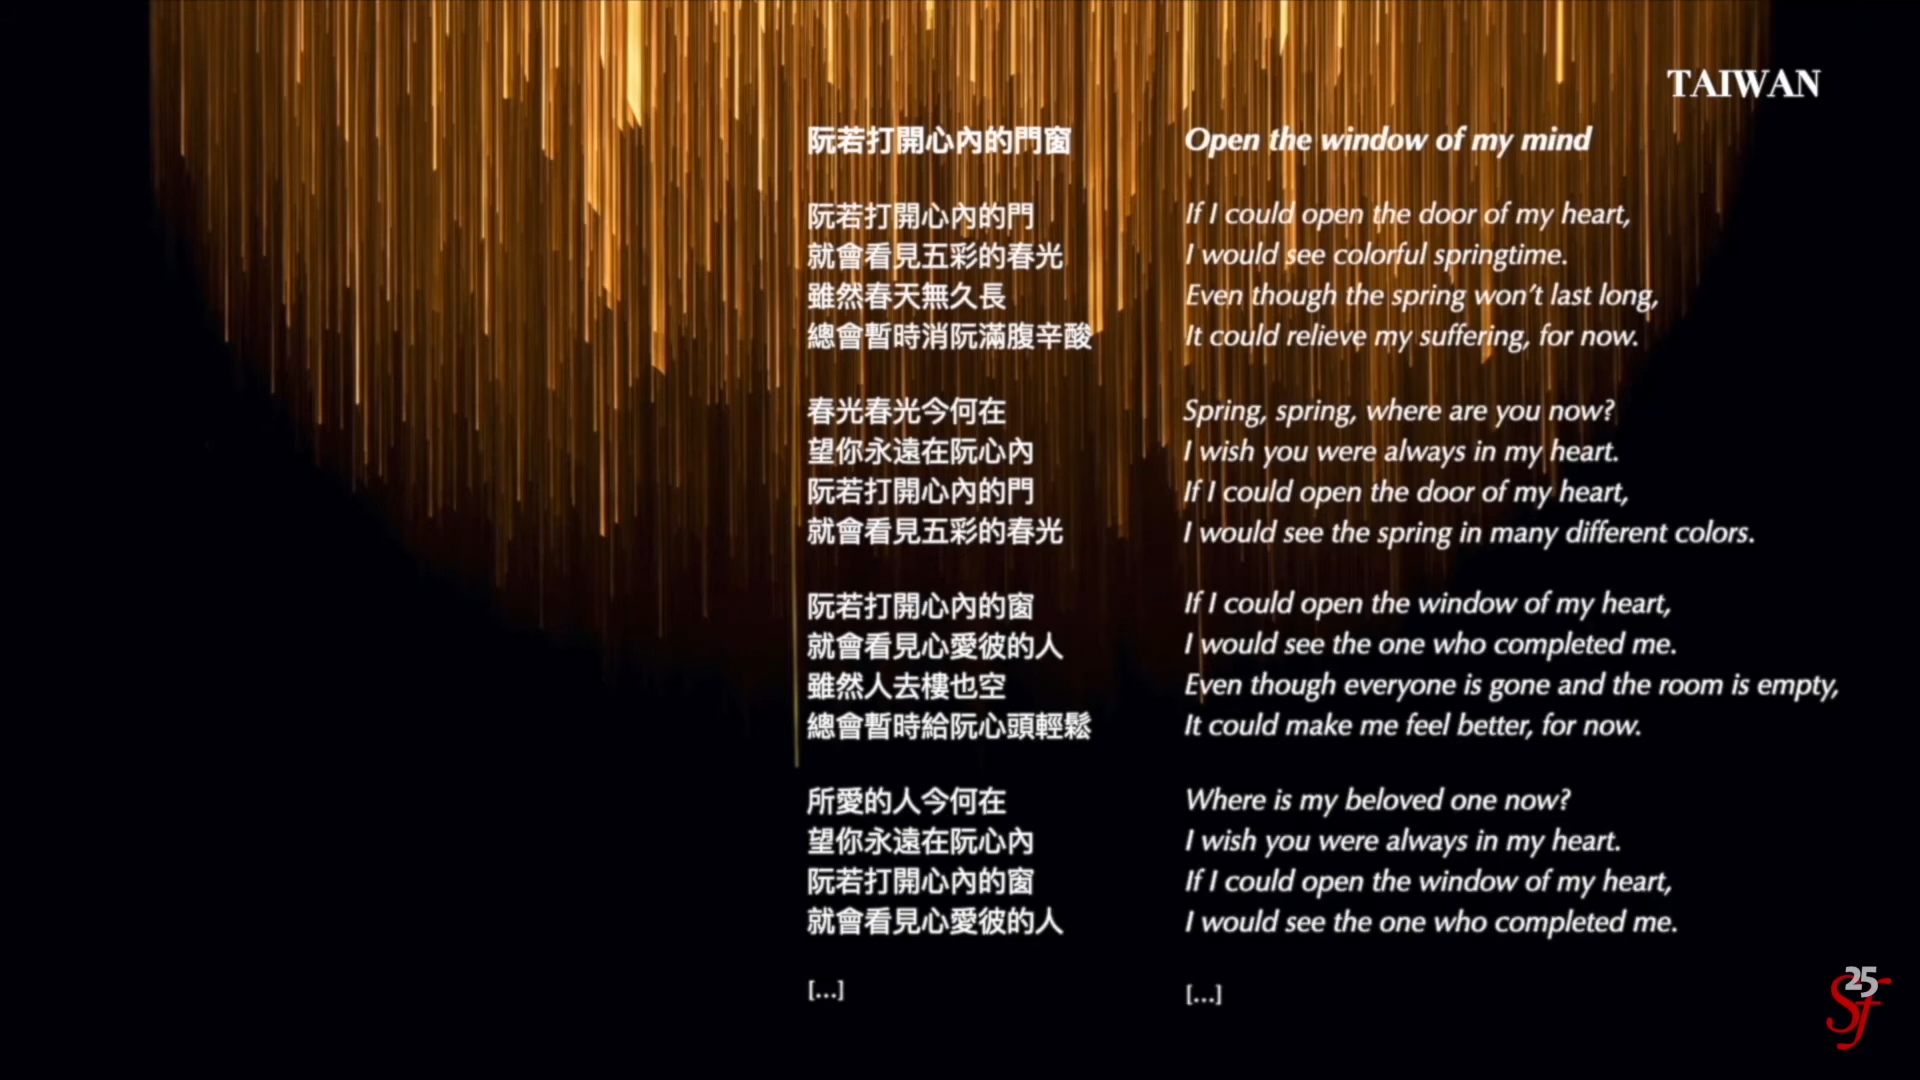 TAIWAN
阮若打開心內的門窗
阮若打開心內的門
就會看見五彩的春光
雖然春天無久長
總會暫時消阮滿腹辛酸
春光春光今何在
望你永遠在阮心內
阮若打開心內的門
就會看見五彩的春光
阮若打開心內的窗
就會看見心愛彼的人
雖然人去樓也空
總會暫時給阮心頭輕鬆
所愛的人今何在
望你永遠在阮心內
阮若打開心內的窗
就會看見心愛彼的人
[...]
Open the window of my mind
If I could open the door of my heart,
I would see colorful springtime.
Even though the spring won't last long,
It could relieve my suffering, for now.
Spring, spring, where are you now?
I wish you were always in my heart.
If I could open the door of my heart,
I would see the spring in many different colors.
If I could open the window of my heart,
I would see the one who completed me.
Even though everyone is gone and the room is empty,
It could make me feel better, for now.
Where is my beloved one now?
I wish you were always in my heart.
If I could open the window of my heart,
I would see the one who completed me.
[...]
25
Sf